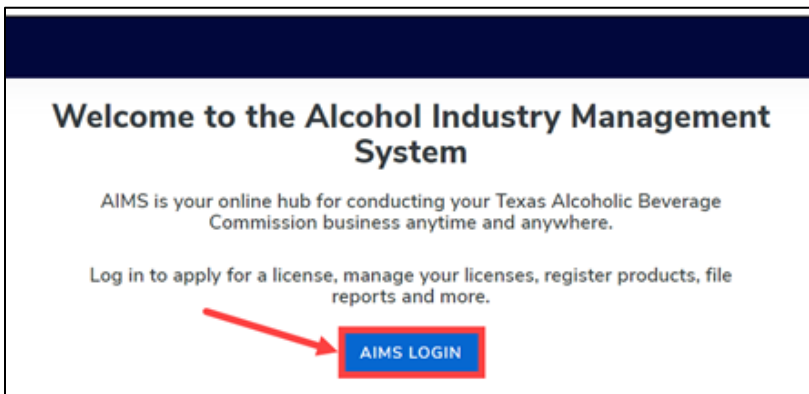 Welcome to the Alcohol Industry Management
System
AIMS is your online hub for conducting your Texas Alcoholic Beverage
Commission business anytime and anywhere.
Log in to apply for a license, manage your licenses, register products, file
reports and more.
AIMS LOGIN